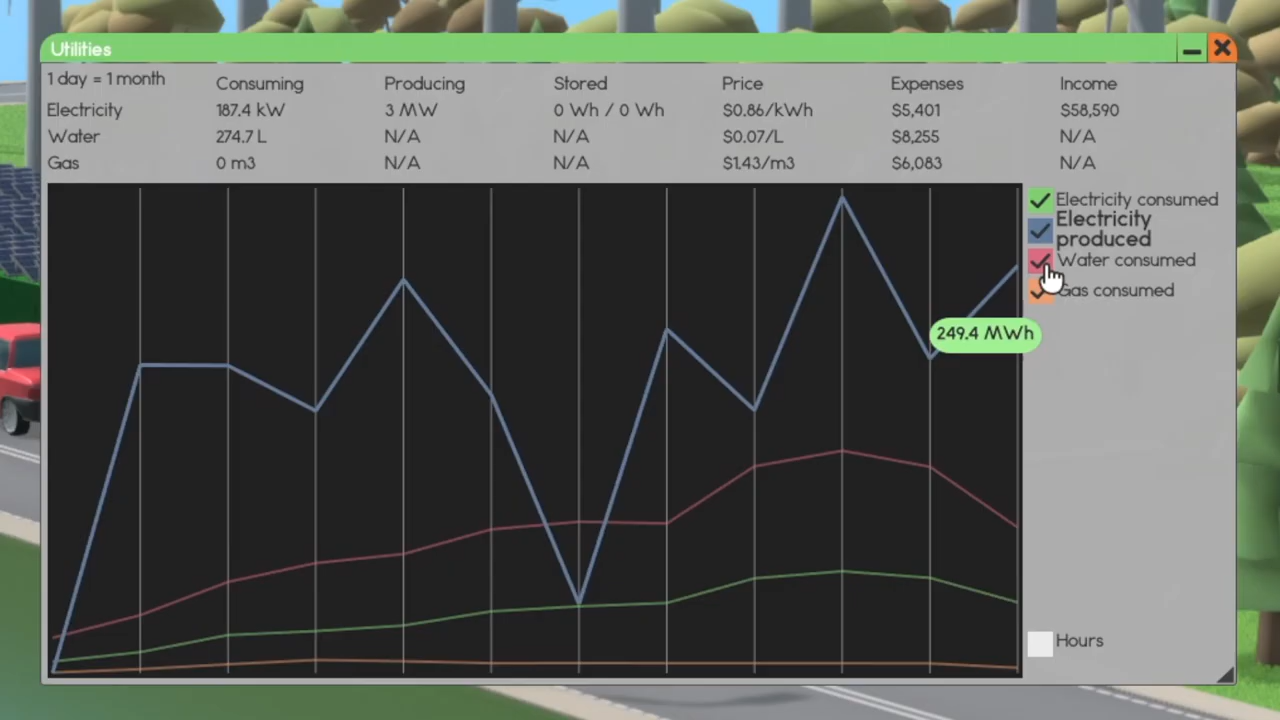 Utilities
1 day = 1 month Consuming Producing Stored Price Expenses Income
Electricity 187.4 kW 3 MW 0 Wh / 0 Wh $0.86/kWh $5,401 $58,590
Water 274.7 L N/A N/A $0.07/L $8,255 N/A
Gas 0 m3 N/A N/A $1.43/m3 $6,083 N/A
Electricity consumed
Electricity
produced
Water consumed
Gas consumed
249.4 MWh
Hours